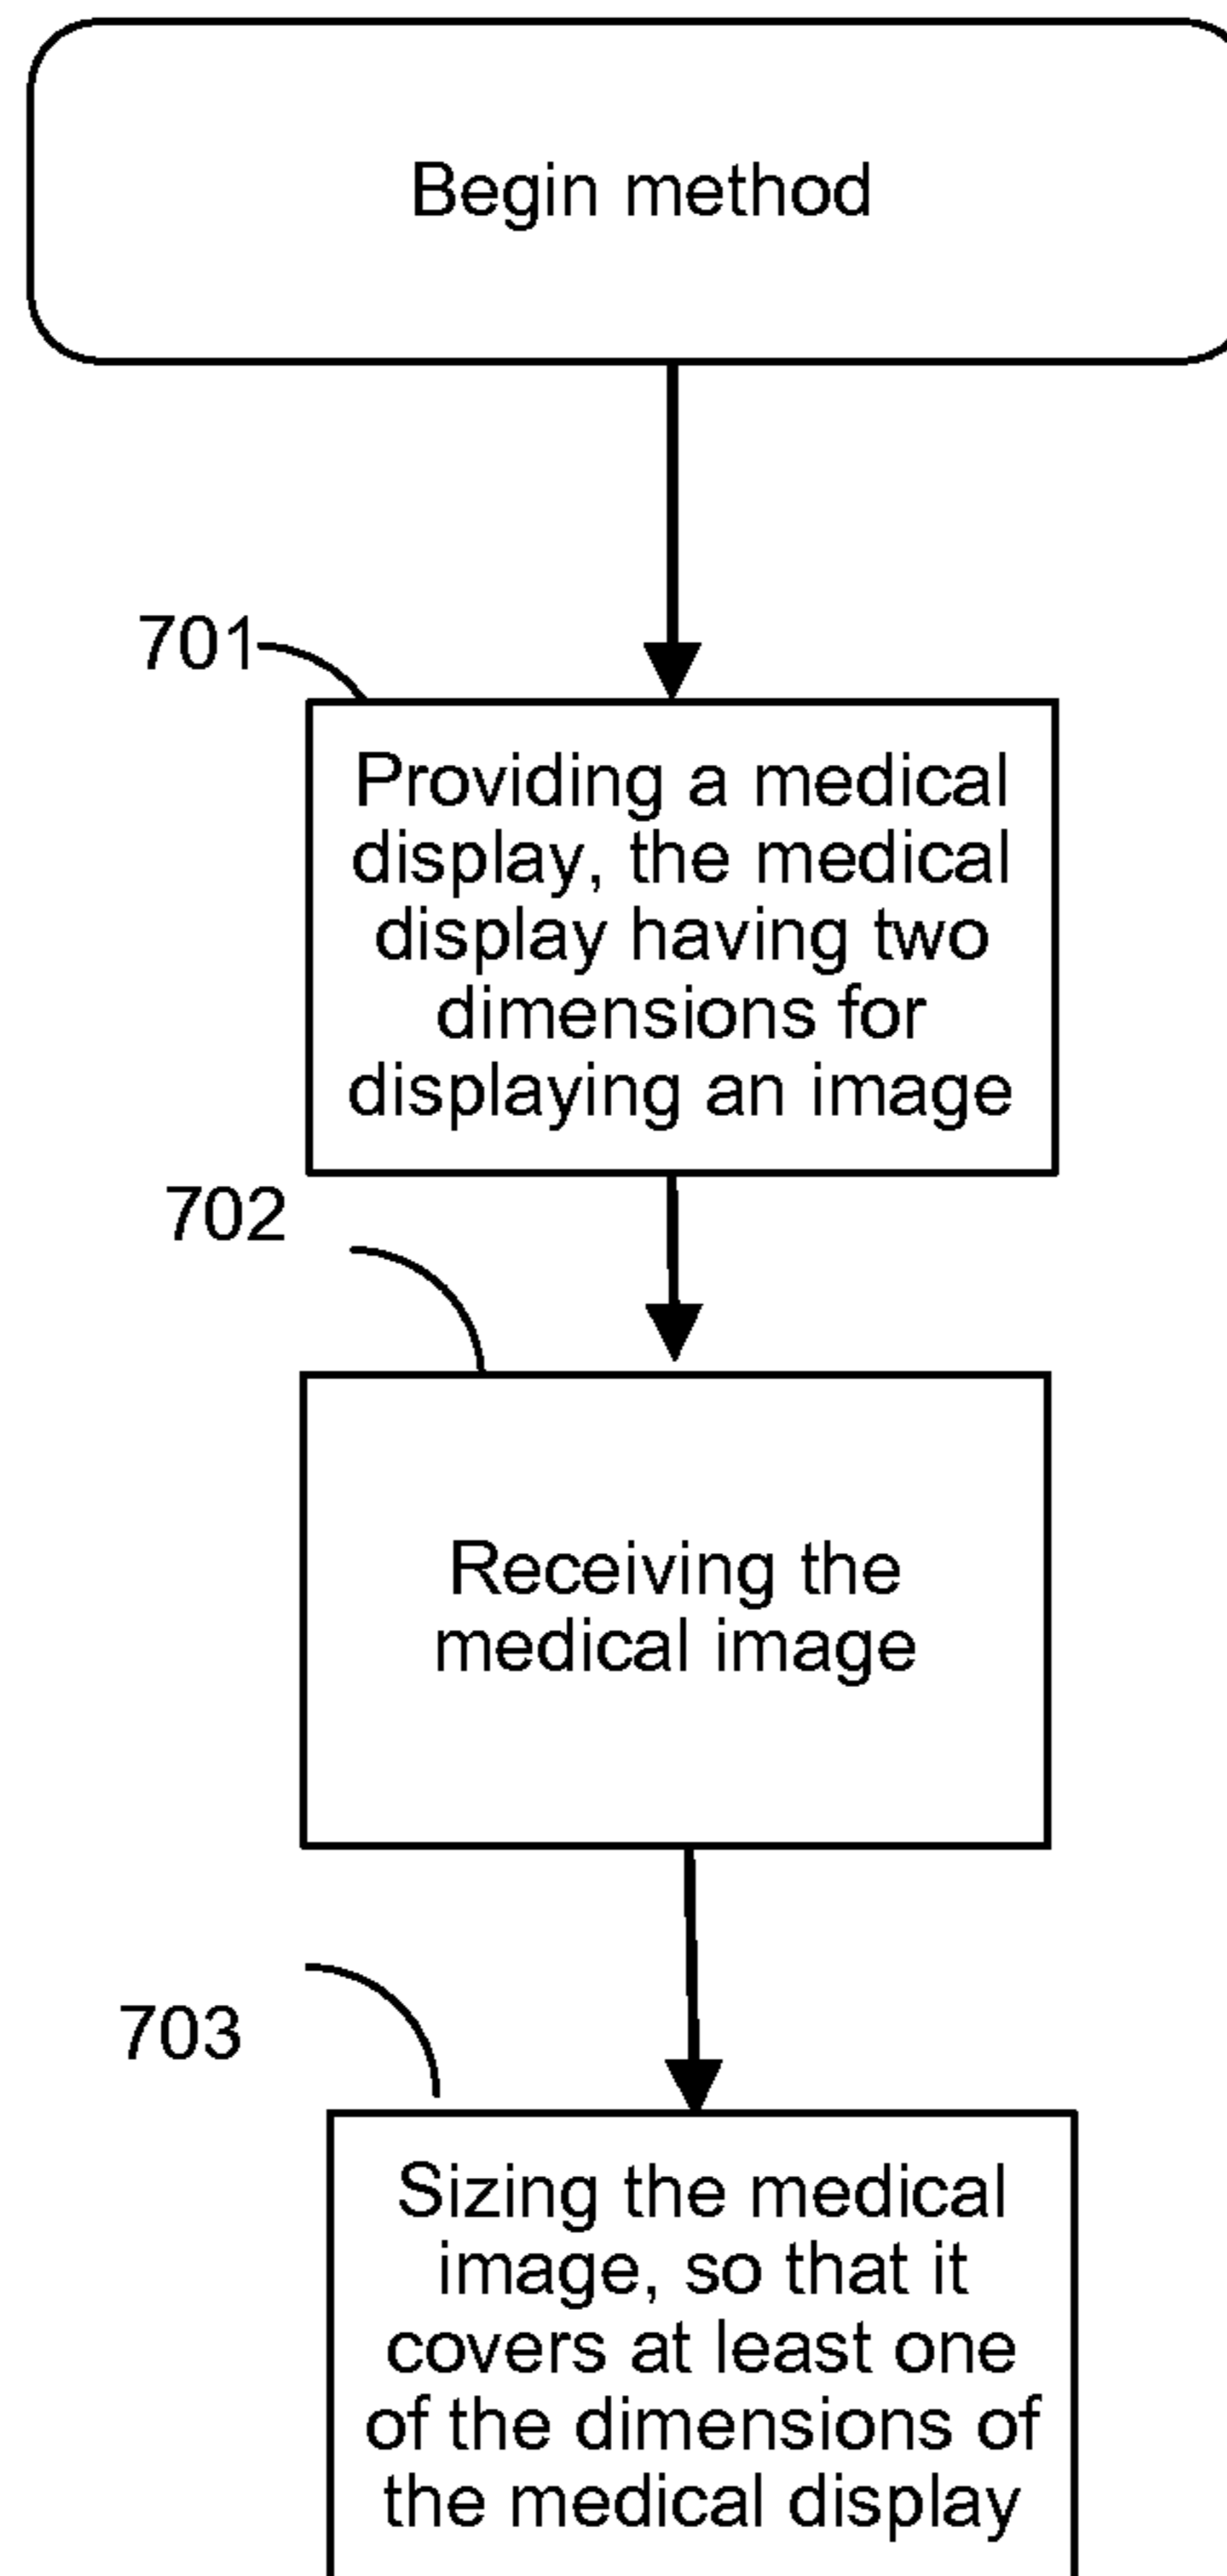 Begin method
701
Providing a medical
display, the medical
display having two
dimensions for
displaying an image
702
Receiving the
medical image
703
Sizing the medical
image, so that it
covers at least one
of the dimensions of
the medical display